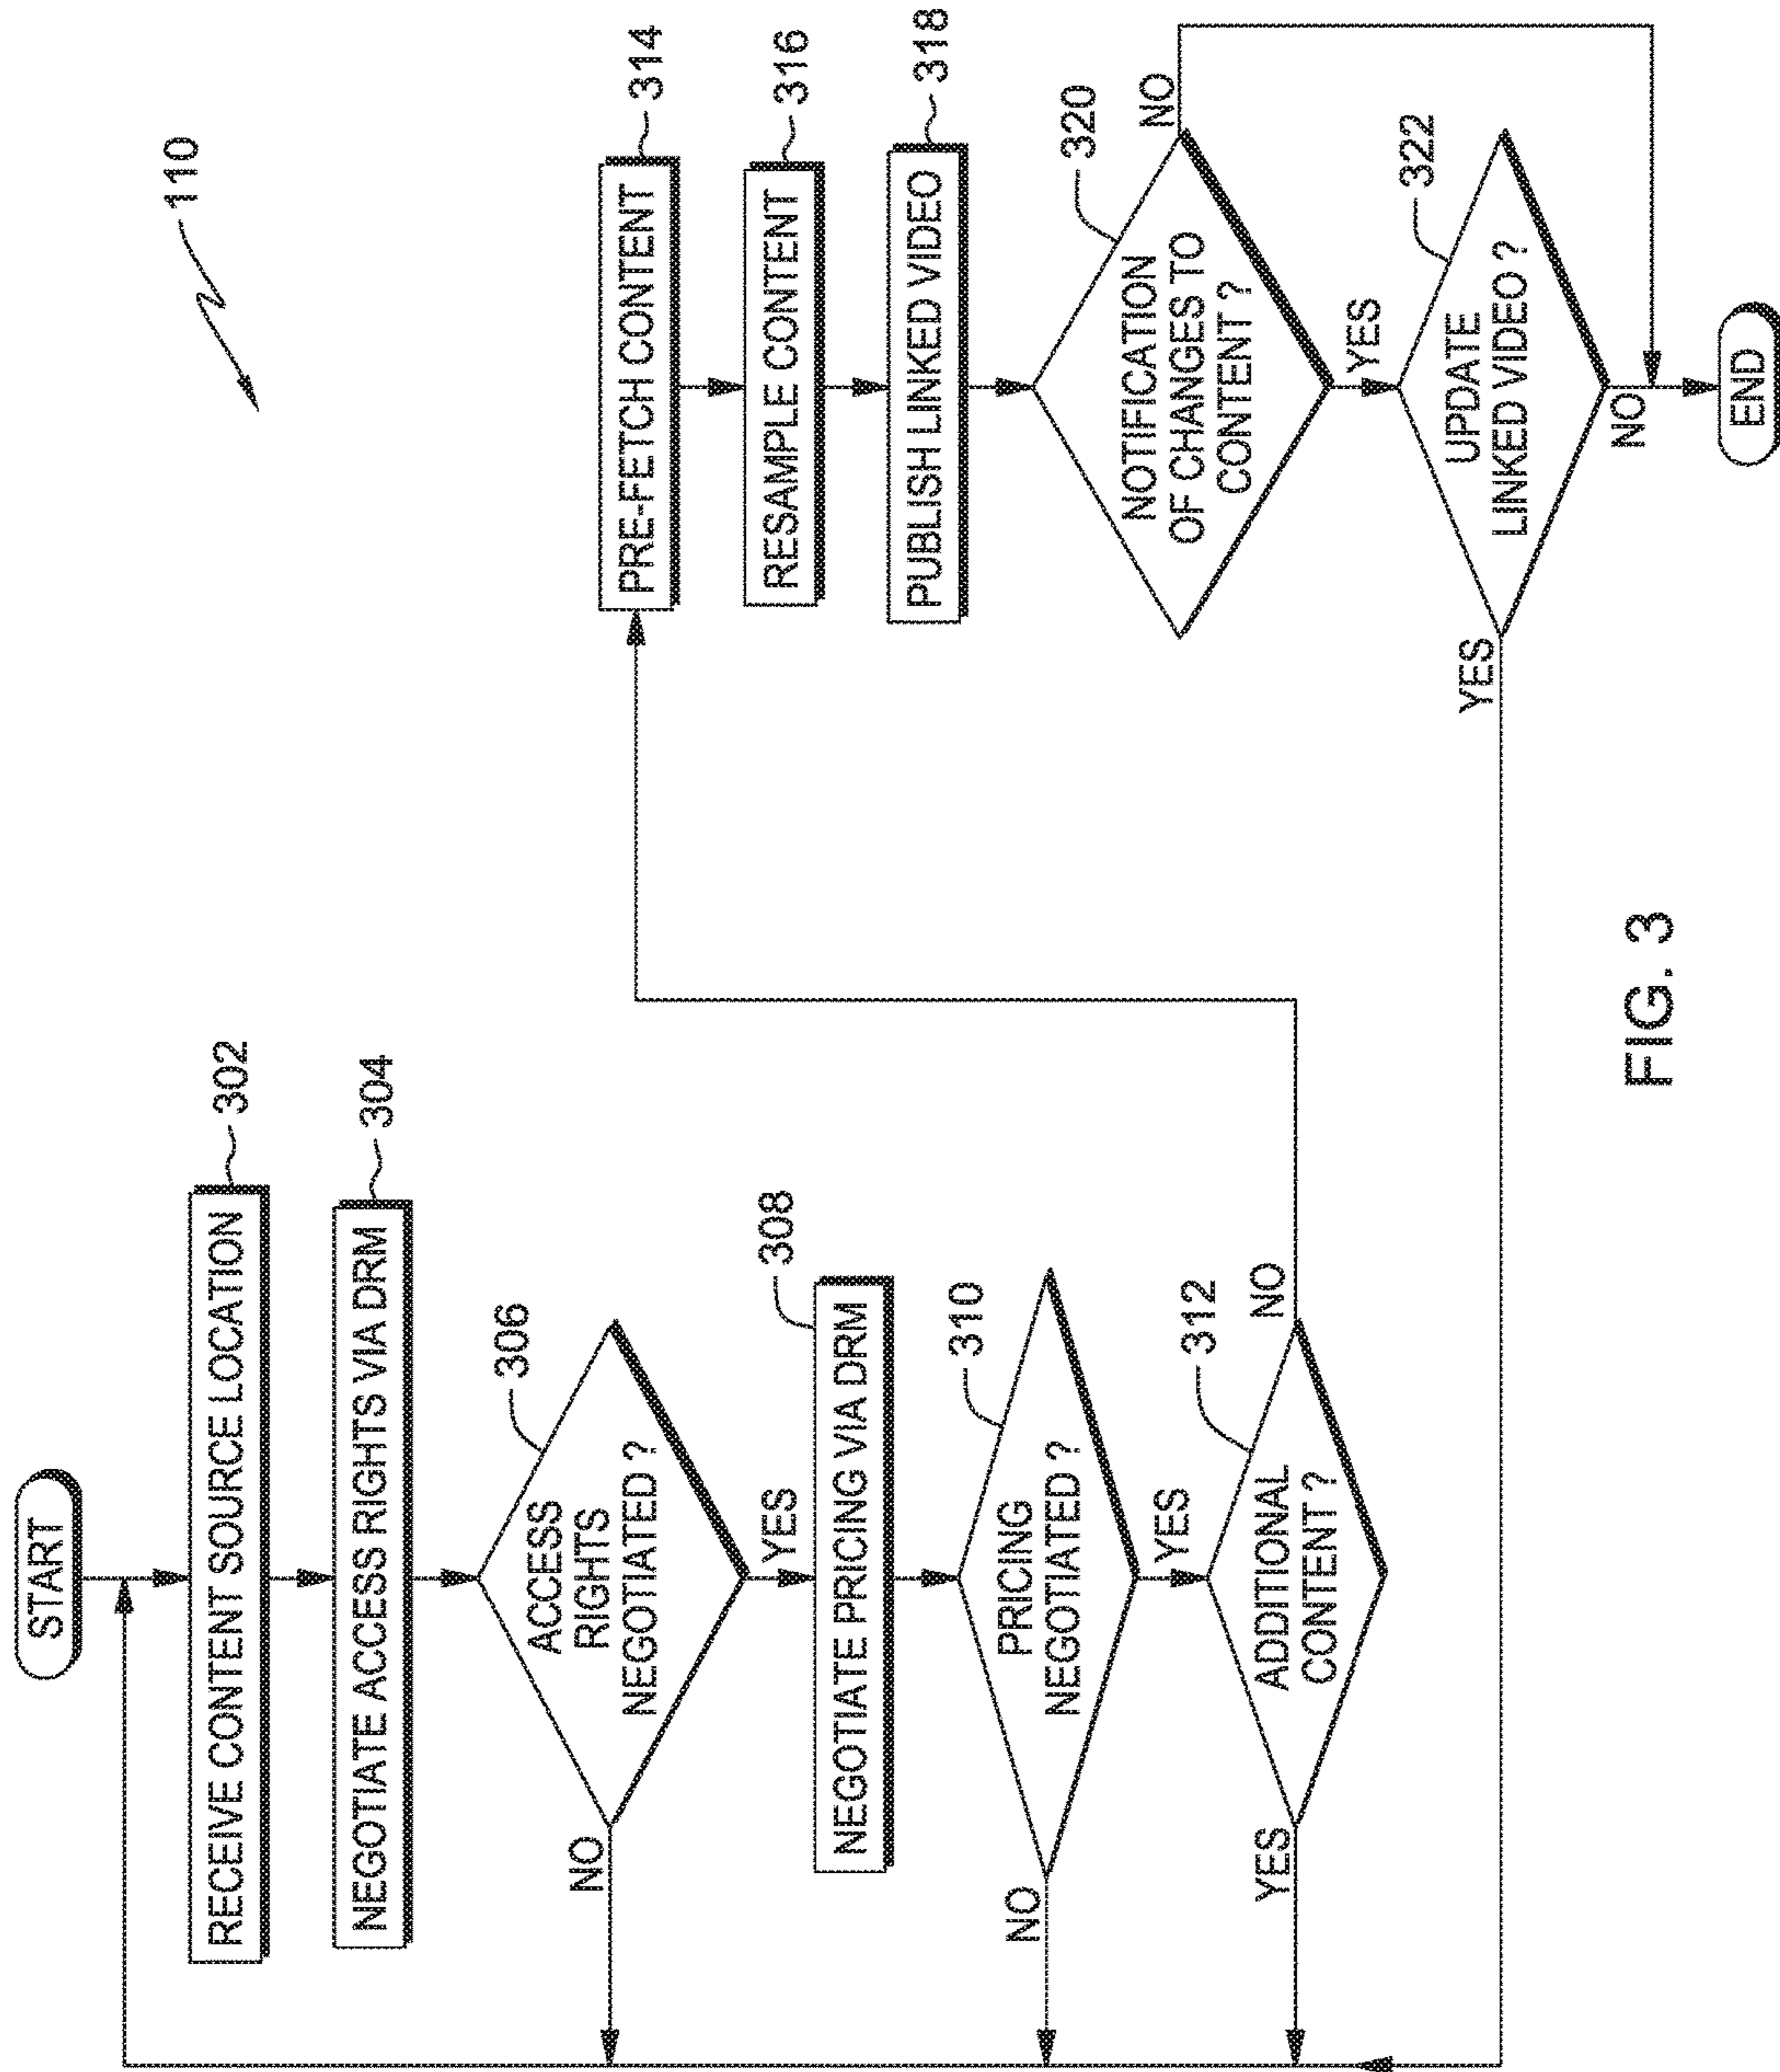 110
START
RECEIVE CONTENT SOURCE LOCATION
302
NEGOTIATE ACCESS RIGHTS VIA DRM
304
306
ACCESS
RIGHTS
NEGOTIATED ?
NO
YES
308
NEGOTIATE PRICING VIA DRM
310
PRICING
NEGOTIATED ?
NO
YES
312
ADDITIONAL
CONTENT ?
YES
NO
PRE-FETCH CONTENT
314
RESAMPLE CONTENT
316
PUBLISH LINKED VIDEO
318
320
NOTIFICATION
OF CHANGES TO
CONTENT ?
NO
YES
322
UPDATE
LINKED VIDEO ?
YES
NO
END
FIG. 3